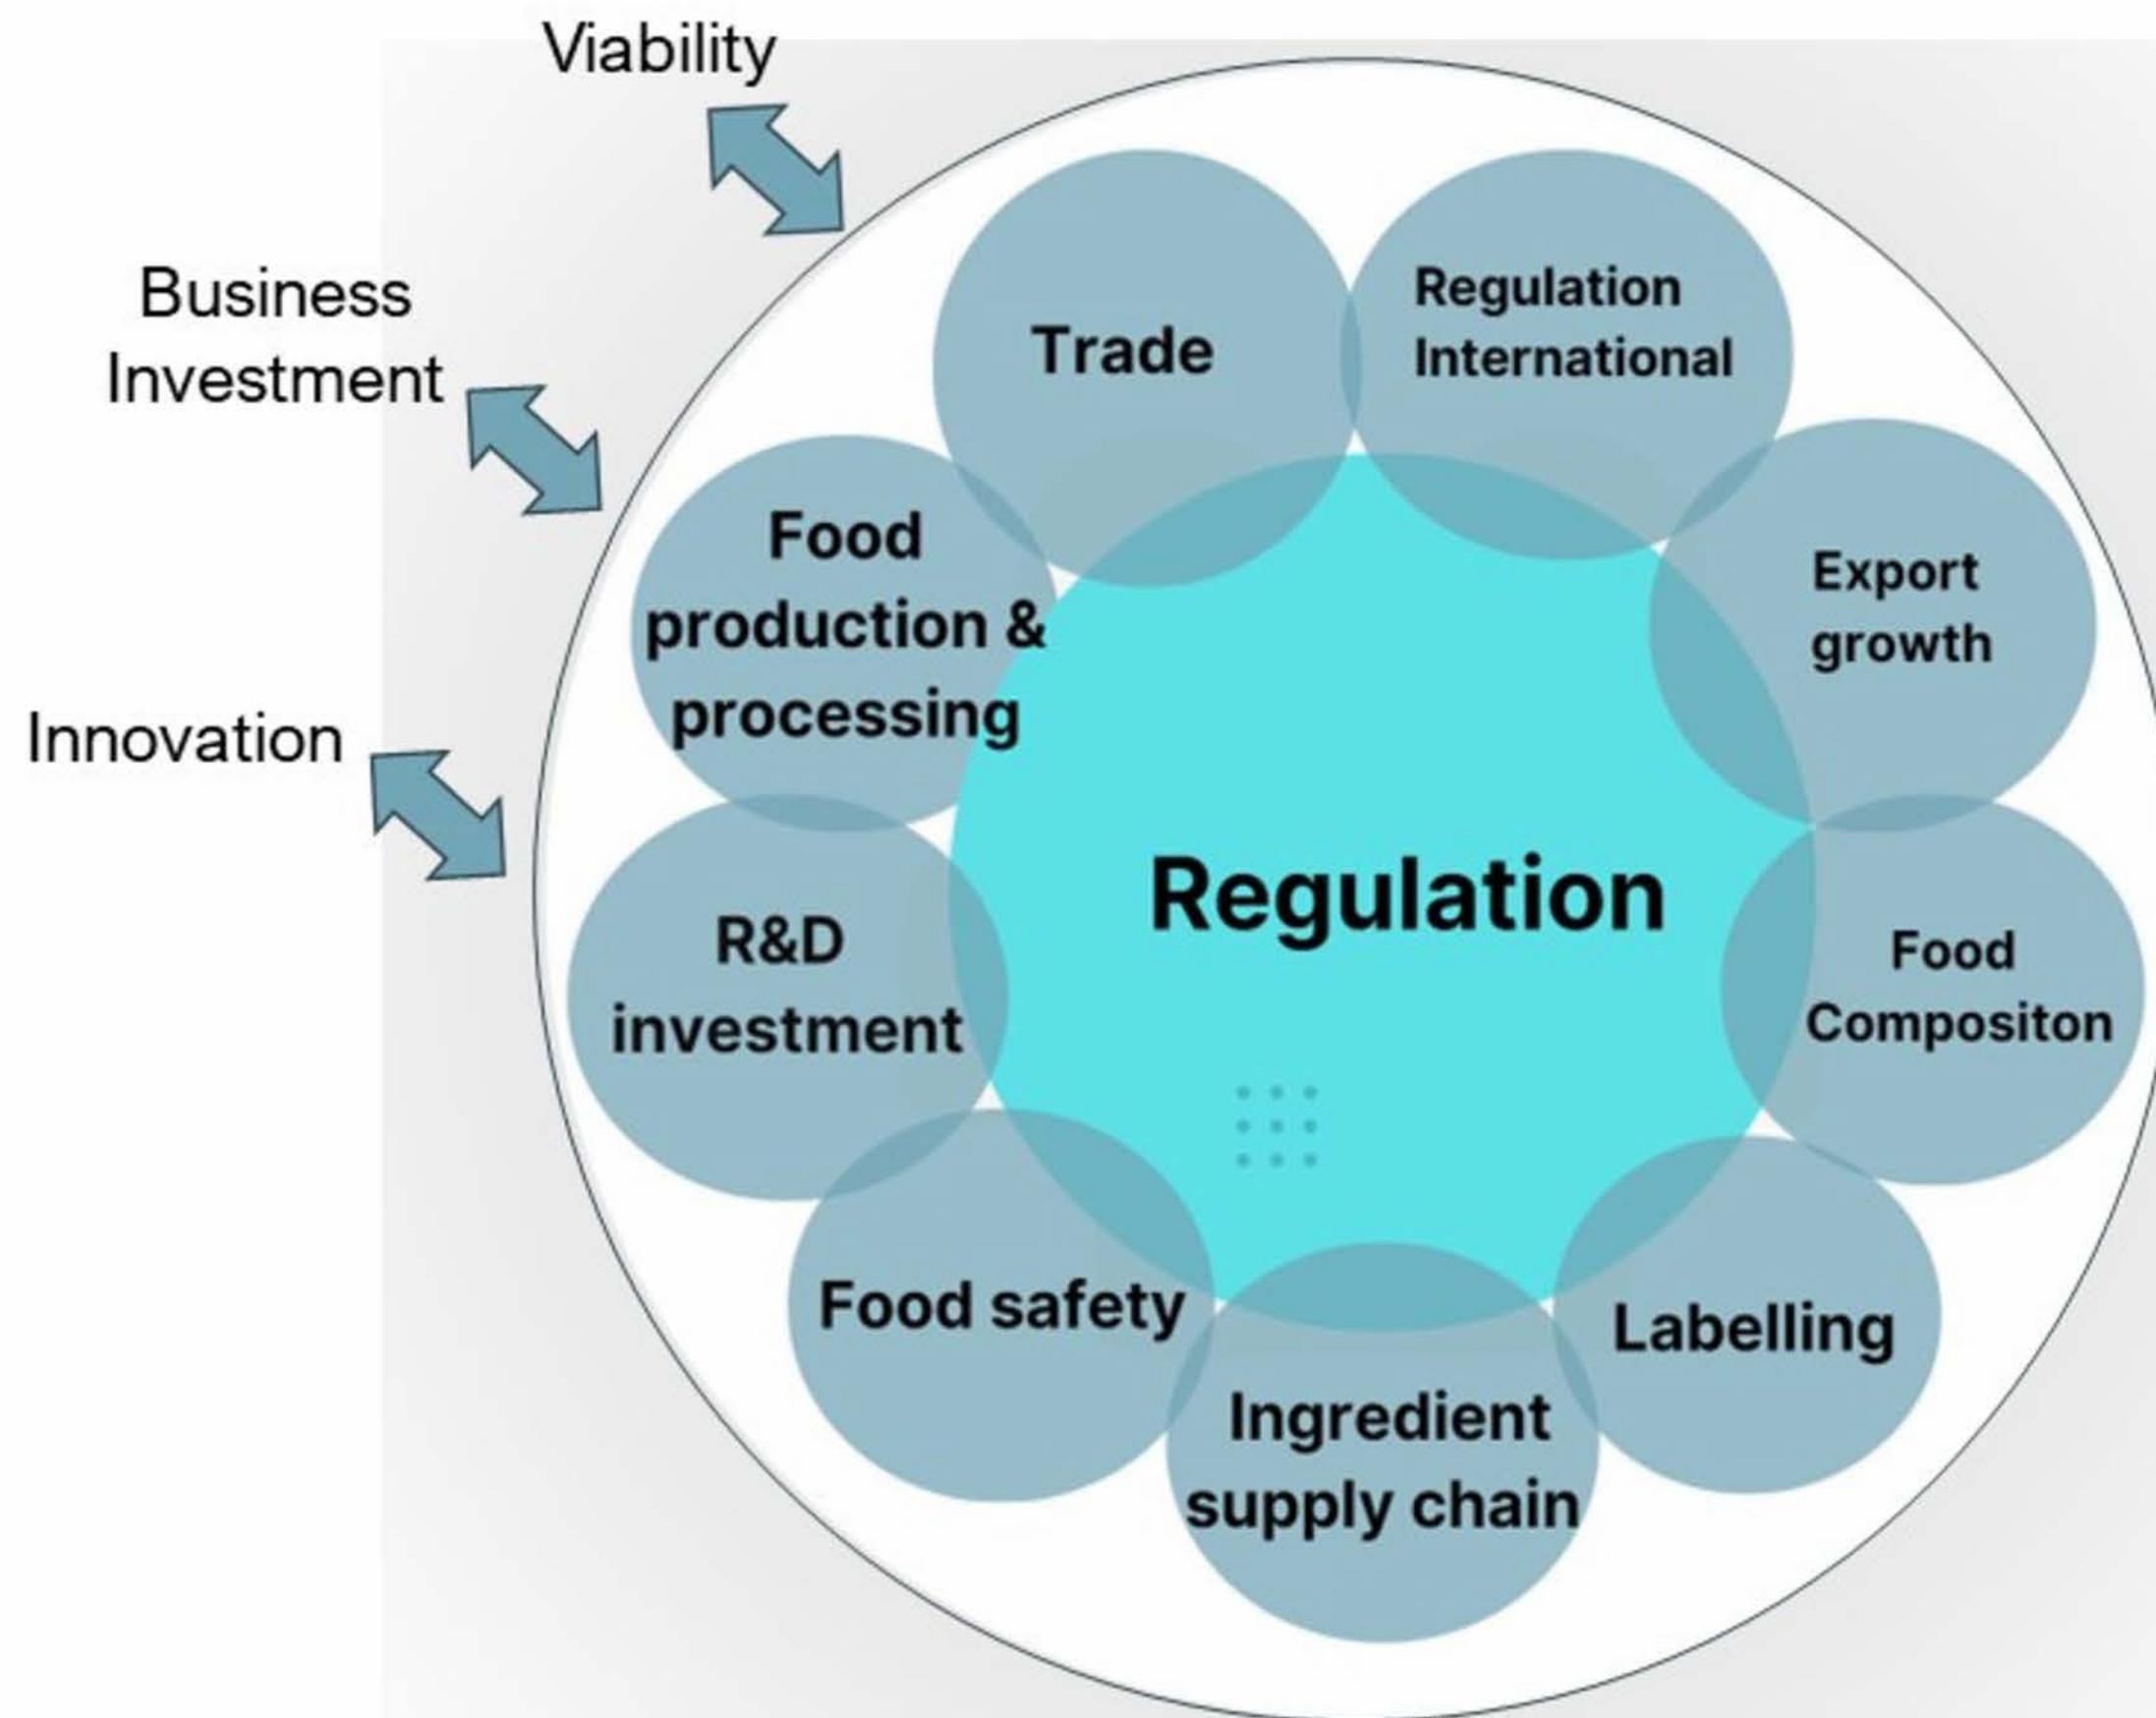 Viability
Business
Investment
Innovation
Trade
Regulation
International
Export
growth
Food
Compositon
Labelling
Ingredient
supply chain
Food safety
R&D
investment
Food
production &
processing
Regulation